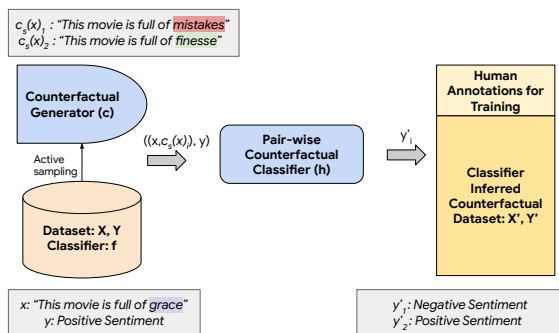 c_s(x)_1 : “This movie is full of mistakes”
c_s(x)_2 : “This movie is full of finesse”
Counterfactual
Generator (c)
Active
sampling
Dataset: X, Y
Classifier: f
((x,c_s(x)_i), y)
Pair-wise
Counterfactual
Classifier (h)
y'_i
Human
Annotations for
Training
Classifier
Inferred
Counterfactual
Dataset: X’, Y’
x: “This movie is full of grace”
y: Positive Sentiment
y'_1: Negative Sentiment
y'_2: Positive Sentiment